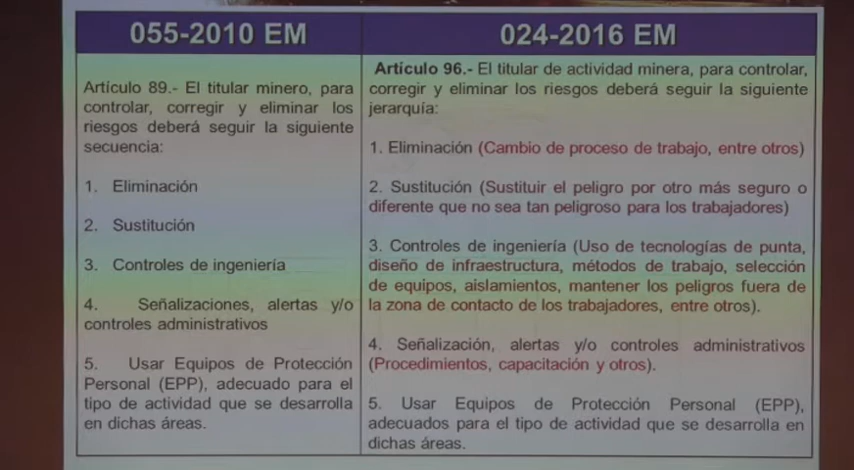 055-2010 EM
Artículo 89.- El titular minero, para
controlar, corregir y eliminar los
riesgos deberá seguir la siguiente
secuencia:
1. Eliminación
2. Sustitución
3. Controles de ingeniería
4. Señalizaciones, alertas y/o
controles administrativos
5. Usar Equipos de Protección
Personal (EPP), adecuado para el
tipo de actividad que se desarrolla
en dichas áreas.
024-2016 EM
Artículo 96.- El titular de actividad minera, para controlar,
corregir y eliminar los riesgos deberá seguir la siguiente
jerarquía:
1. Eliminación (Cambio de proceso de trabajo, entre otros)
2. Sustitución (Sustituir el peligro por otro más seguro o
diferente que no sea tan peligroso para los trabajadores)
3. Controles de ingeniería (Uso de tecnologías de punta,
diseño de infraestructura, métodos de trabajo, selección
de equipos, aislamientos, mantener los peligros fuera de
la zona de contacto de los trabajadores, entre otros).
4. Señalización, alertas y/o controles administrativos
(Procedimientos, capacitación y otros).
5. Usar Equipos de Protección Personal (EPP),
adecuados para el tipo de actividad que se desarrolla en
dichas áreas.